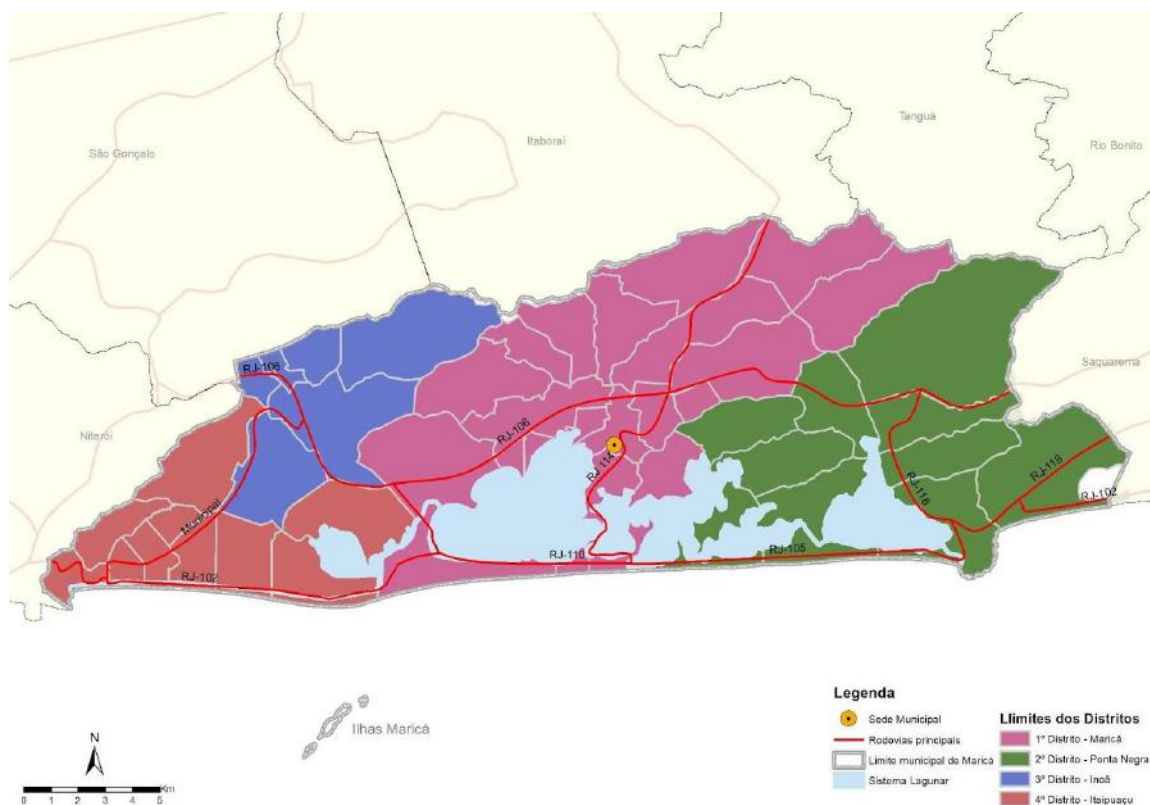 Tanguá
Itaboraí
Rio Bonito
São Gonçalo
Saquarema
RJ-106
Niterói
RJ-106
RJ-114
RJ-118
RJ-118
RJ-102
Municipal
RJ-102
RJ-110
RJ-105
Ilhas Maricá
N
Km
0 1 2 3 4 5
Legenda
Sede Municipal
Rodovias principais
Limite municipal de Maricá
Sistema Lagunar
Llimites dos Distritos
1º Distrito - Maricá
2º Distrito - Ponta Negra
3º Distrito - Inoã
4º Distrito - Itaipuaçu